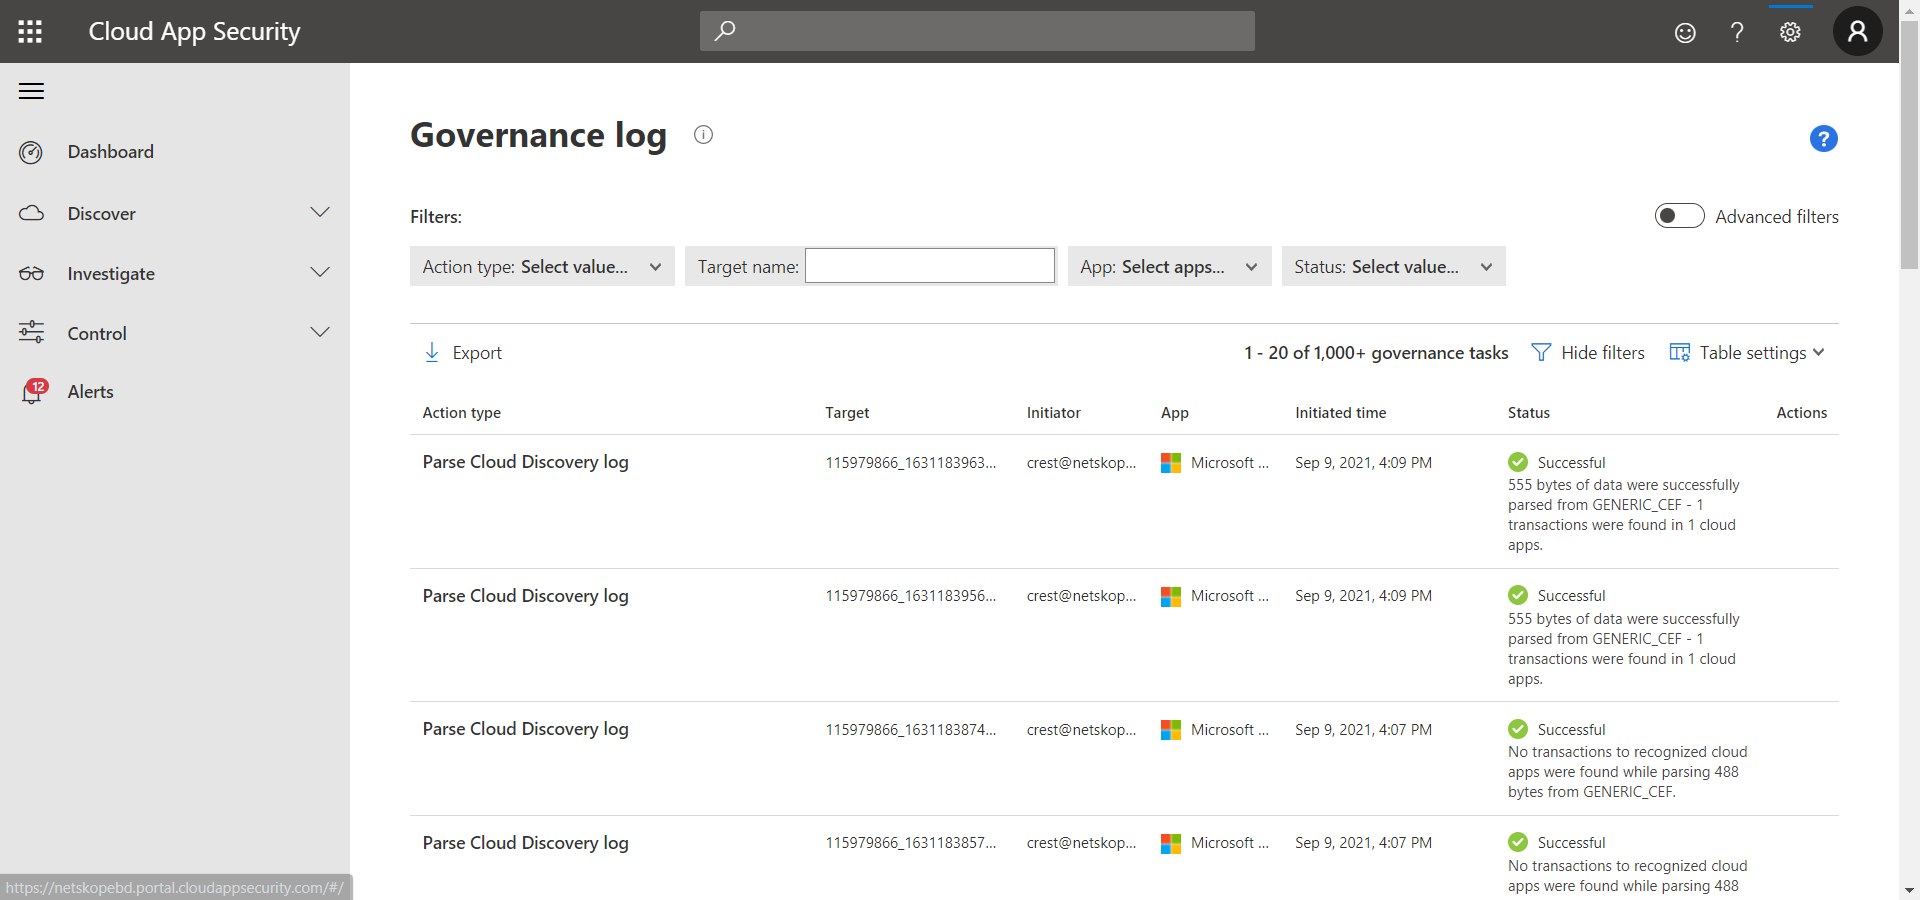 Cloud App Security
Dashboard
Discover
Investigate
Control
12
Alerts
Governance log
?
Filters:
Advanced filters
Action type: Select value...
Target name:
App: Select apps...
Status: Select value...
Export
1 - 20 of 1,000+ governance tasks
Hide filters
Table settings
Action type Target Initiator App Initiated time Status Actions
Parse Cloud Discovery log 115979866_1631183963... crest@netskop... Microsoft ... Sep 9, 2021, 4:09 PM Successful
555 bytes of data were successfully
parsed from GENERIC_CEF - 1
transactions were found in 1 cloud
apps.
Parse Cloud Discovery log 115979866_1631183956... crest@netskop... Microsoft ... Sep 9, 2021, 4:09 PM Successful
555 bytes of data were successfully
parsed from GENERIC_CEF - 1
transactions were found in 1 cloud
apps.
Parse Cloud Discovery log 115979866_1631183874... crest@netskop... Microsoft ... Sep 9, 2021, 4:07 PM Successful
No transactions to recognized cloud
apps were found while parsing 488
bytes from GENERIC_CEF.
Parse Cloud Discovery log 115979866_1631183857... crest@netskop... Microsoft ... Sep 9, 2021, 4:07 PM Successful
No transactions to recognized cloud
apps were found while parsing 488
https://netskopebd.portal.cloudappsecurity.com/#/